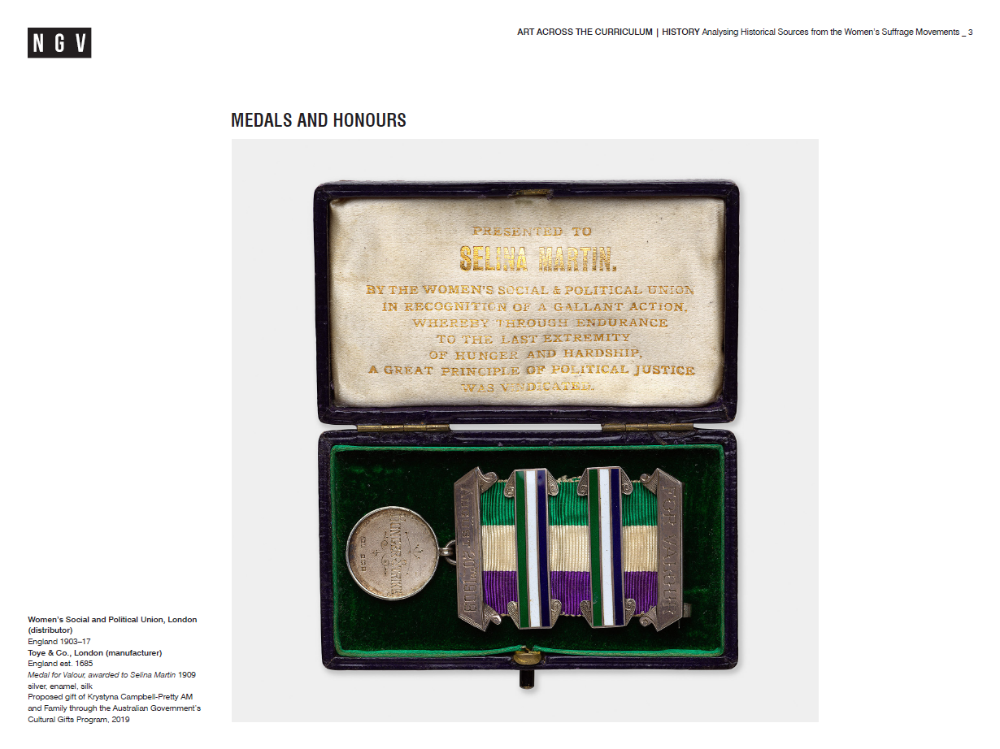 NGV
ART ACROSS THE CURRICULUM | HISTORY Analysing Historical Sources from the Women's Suffrage Movements _ 3
MEDALS AND HONOURS
PRESENTED TO
SELINA MARTIN.
BY THE WOMEN'S SOCIAL & POLITICAL UNION
IN RECOGNITION OF A GALLANT ACTION,
WHEREBY THROUGH ENDURANCE
TO THE LAST EXTREMITY
OF HUNGER AND HARDSHIP,
A GREAT PRINCIPLE OF POLITICAL JUSTICE
WAS VINDICATED.
HUNGER STRIKE
AUGUST 20TH 1909
FOR VALOUR
Women's Social and Political Union, London
(distributor)
England 1903–17
Toye & Co., London (manufacturer)
England est. 1685
Medal for Valour, awarded to Selina Martin 1909
silver, enamel, silk
Proposed gift of Krystyna Campbell-Pretty AM
and Family through the Australian Government's
Cultural Gifts Program, 2019